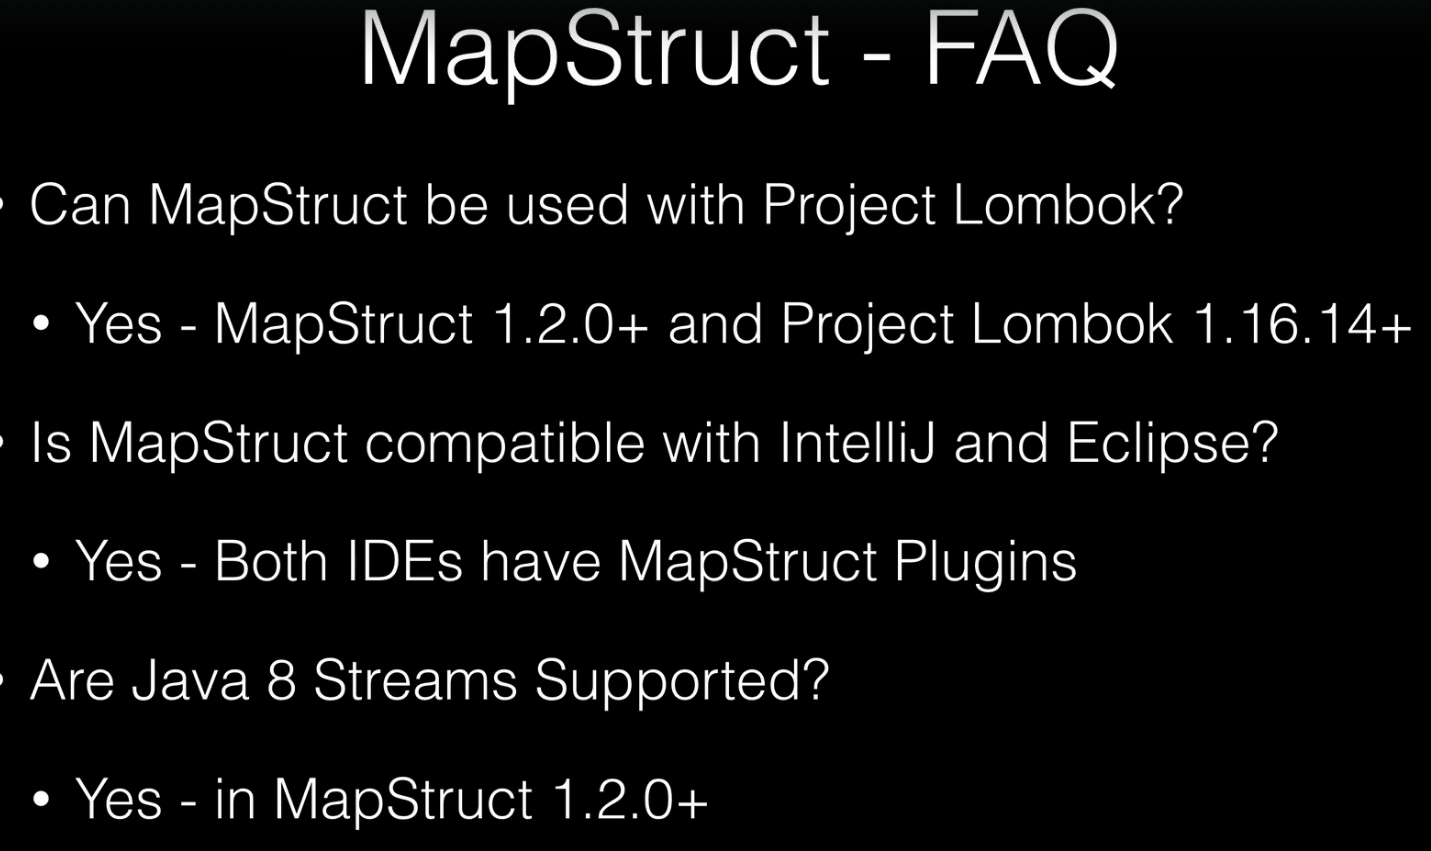 MapStruct - FAQ
• Can MapStruct be used with Project Lombok?
• Yes - MapStruct 1.2.0+ and Project Lombok 1.16.14+
• Is MapStruct compatible with IntelliJ and Eclipse?
• Yes - Both IDEs have MapStruct Plugins
• Are Java 8 Streams Supported?
• Yes - in MapStruct 1.2.0+